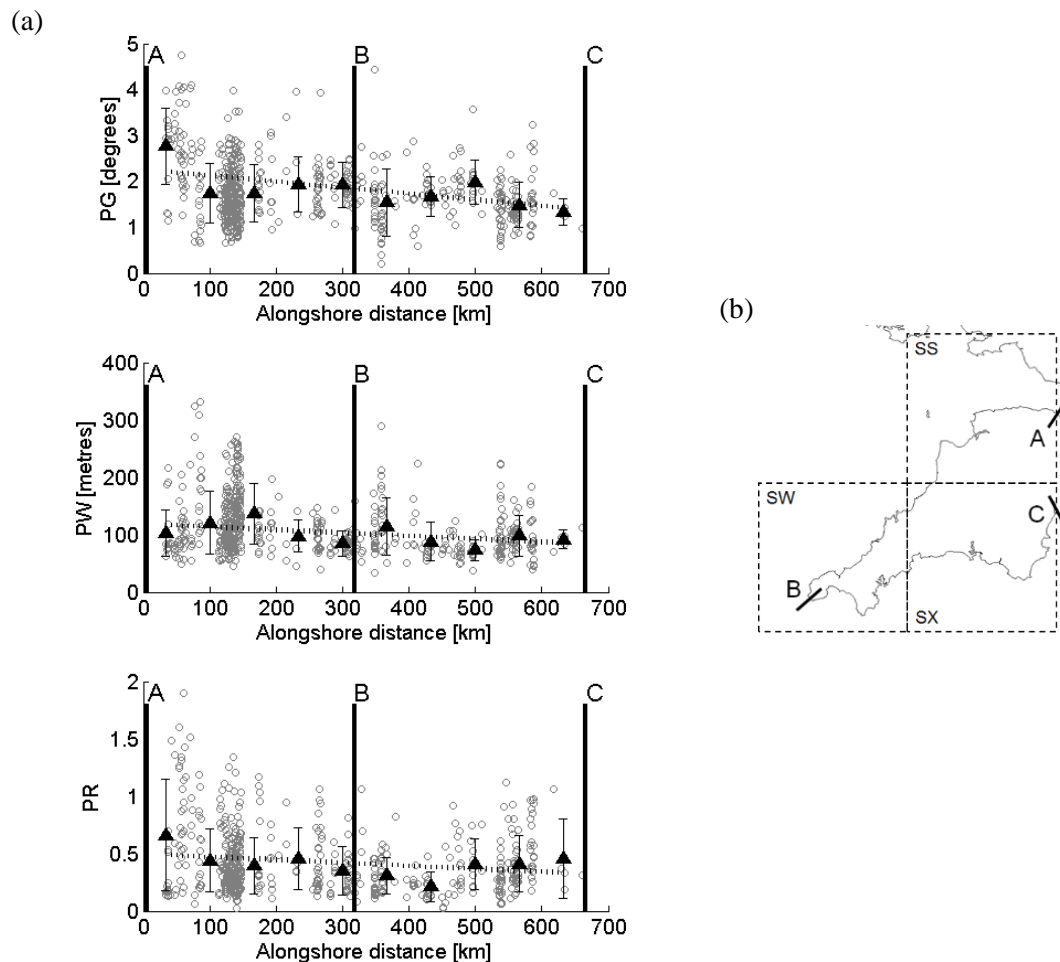 (a)
A B C
5
4
3
2
1
0
PG [degrees]
0 100 200 300 400 500 600 700
Alongshore distance [km]
A B C
400
300
200
100
0
PW [metres]
0 100 200 300 400 500 600 700
Alongshore distance [km]
A B C
2
1.5
1
0.5
0
PR
0 100 200 300 400 500 600 700
Alongshore distance [km]
(b)
SS
A
SW
C
B
SX